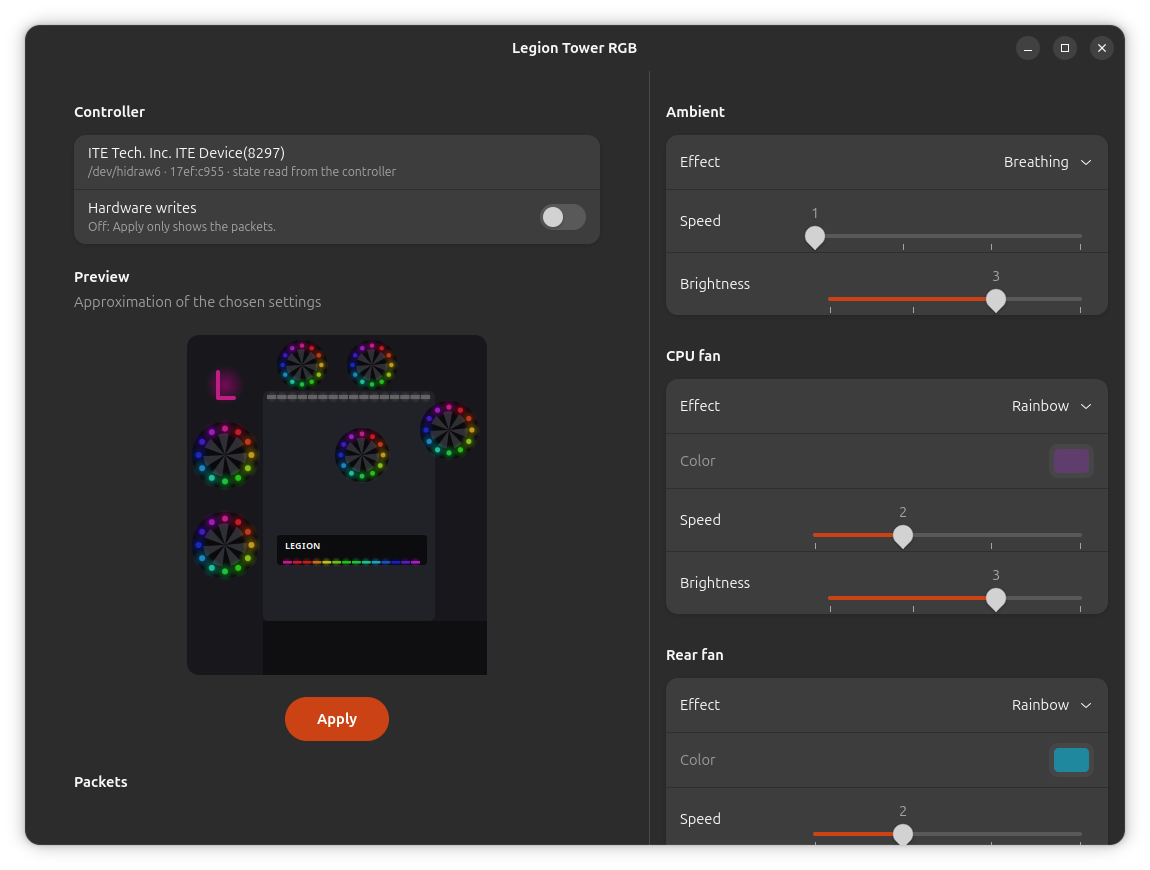 Legion Tower RGB
Controller
ITE Tech. Inc. ITE Device(8297)
/dev/hidraw6 · 17ef:c955 · state read from the controller
Hardware writes
Off: Apply only shows the packets.
Preview
Approximation of the chosen settings
LEGION
Apply
Packets
Ambient
Effect
Breathing
Speed
1
Brightness
3
CPU fan
Effect
Rainbow
Color
Speed
2
Brightness
3
Rear fan
Effect
Rainbow
Color
Speed
2